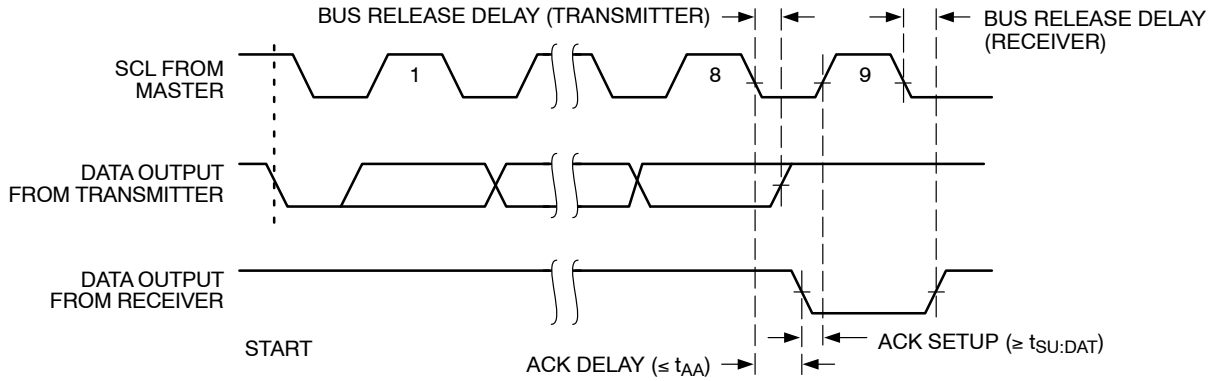 BUS RELEASE DELAY (TRANSMITTER)
BUS RELEASE DELAY
(RECEIVER)
SCL FROM
MASTER
1
8
9
DATA OUTPUT
FROM TRANSMITTER
DATA OUTPUT
FROM RECEIVER
START
ACK SETUP (≥ tSU:DAT)
ACK DELAY (≤ tAA)